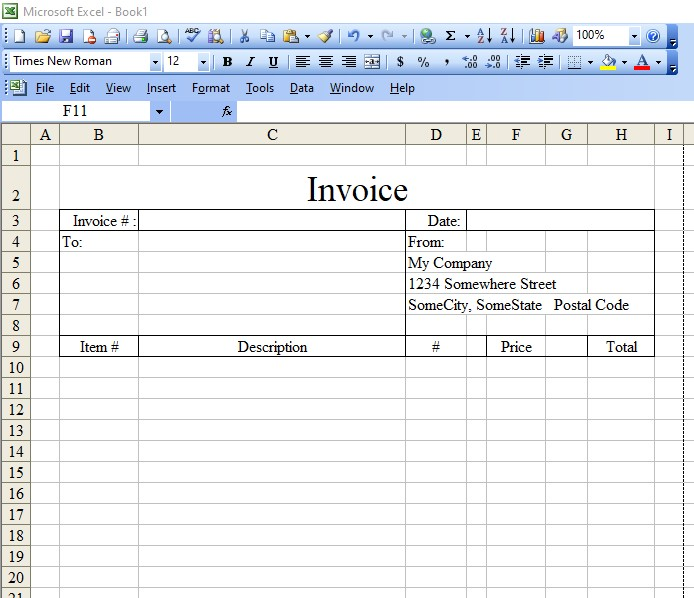 Microsoft Excel - Book1
ABC Σ A Z Z A 100% ?
Times New Roman 12 B I U $ % , .00 .00 A
File Edit View Insert Format Tools Data Window Help
F11 fx
A B C D E F G H I
1
2 Invoice
3 Invoice # : Date:
4 To: From:
5 My Company
6 1234 Somewhere Street
7 SomeCity, SomeState Postal Code
8
9 Item # Description # Price Total
10
11
12
13
14
15
16
17
18
19
20
21